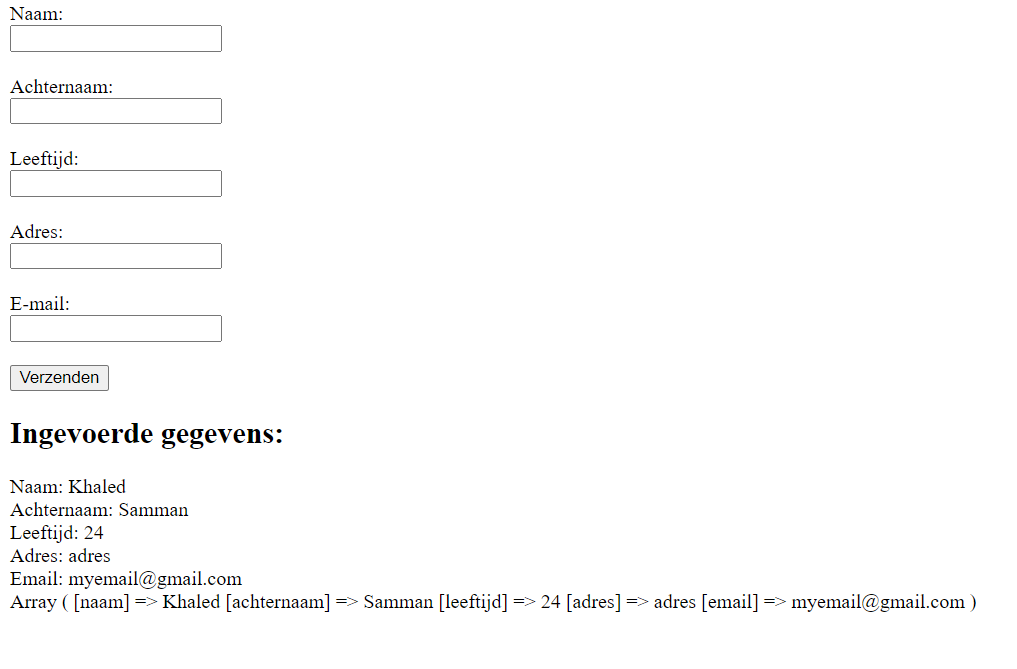 Naam:
Achternaam:
Leeftijd:
Adres:
E-mail:
Verzenden
Ingevoerde gegevens:
Naam: Khaled
Achternaam: Samman
Leeftijd: 24
Adres: adres
Email: myemail@gmail.com
Array ( [naam] => Khaled [achternaam] => Samman [leeftijd] => 24 [adres] => adres [email] => myemail@gmail.com )